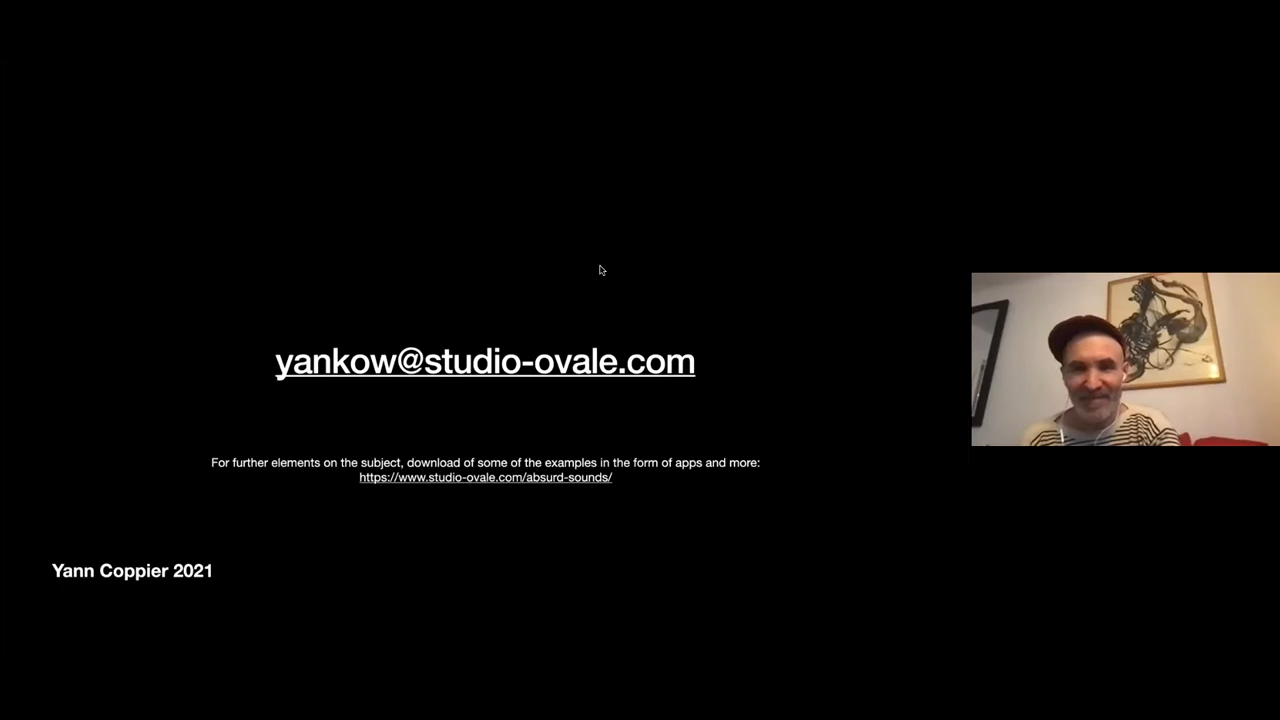 yankow@studio-ovale.com
For further elements on the subject, download of some of the examples in the form of apps and more:
https://www.studio-ovale.com/absurd-sounds/
Yann Coppier 2021